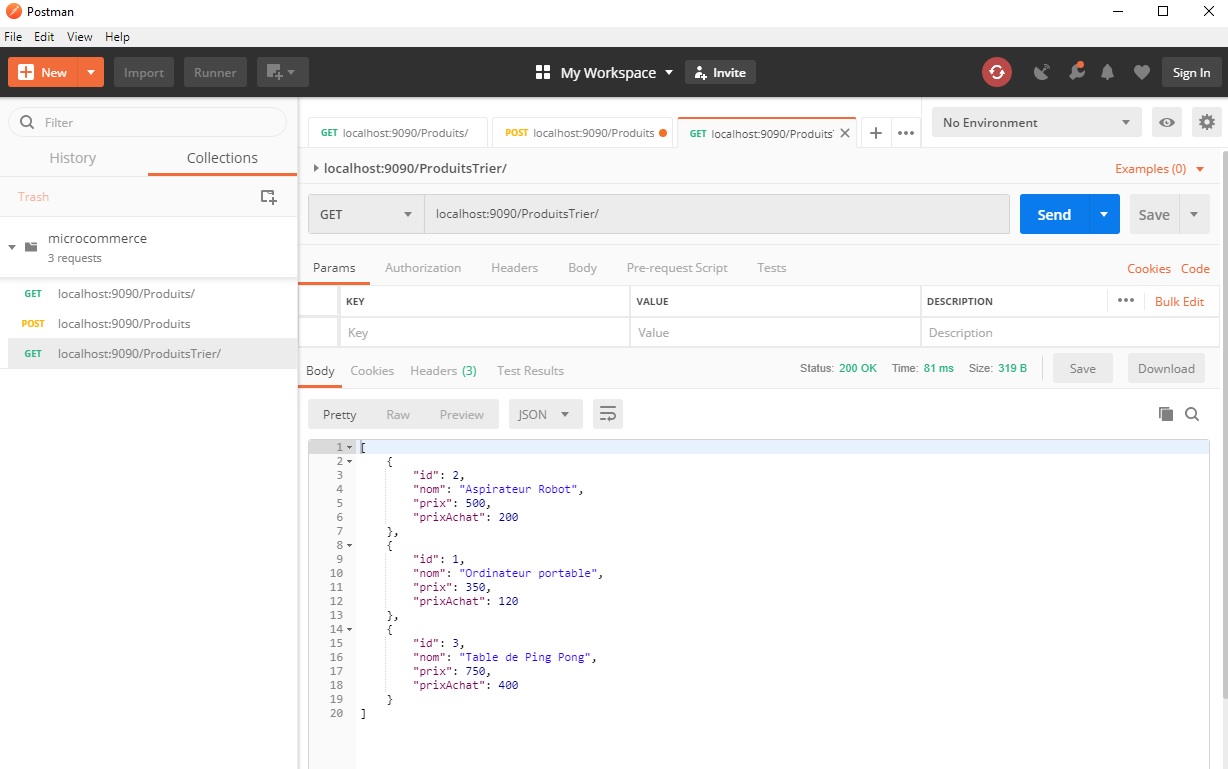 Postman
File Edit View Help
New Import Runner My Workspace Invite Sign In
Filter
History Collections
Trash
microcommerce
3 requests
GET localhost:9090/Produits/
POST localhost:9090/Produits
GET localhost:9090/ProduitsTrier/
GET localhost:9090/Produits/ POST localhost:9090/Produits GET localhost:9090/Produits No Environment
localhost:9090/ProduitsTrier/ Examples (0)
GET localhost:9090/ProduitsTrier/ Send Save
Params Authorization Headers Body Pre-request Script Tests Cookies Code
KEY VALUE DESCRIPTION Bulk Edit
Key Value Description
Body Cookies Headers (3) Test Results Status: 200 OK Time: 81 ms Size: 319 B Save Download
Pretty Raw Preview JSON
1 [
2 {
3 "id": 2,
4 "nom": "Aspirateur Robot",
5 "prix": 500,
6 "prixAchat": 200
7 },
8 {
9 "id": 1,
10 "nom": "Ordinateur portable",
11 "prix": 350,
12 "prixAchat": 120
13 },
14 {
15 "id": 3,
16 "nom": "Table de Ping Pong",
17 "prix": 750,
18 "prixAchat": 400
19 }
20 ]